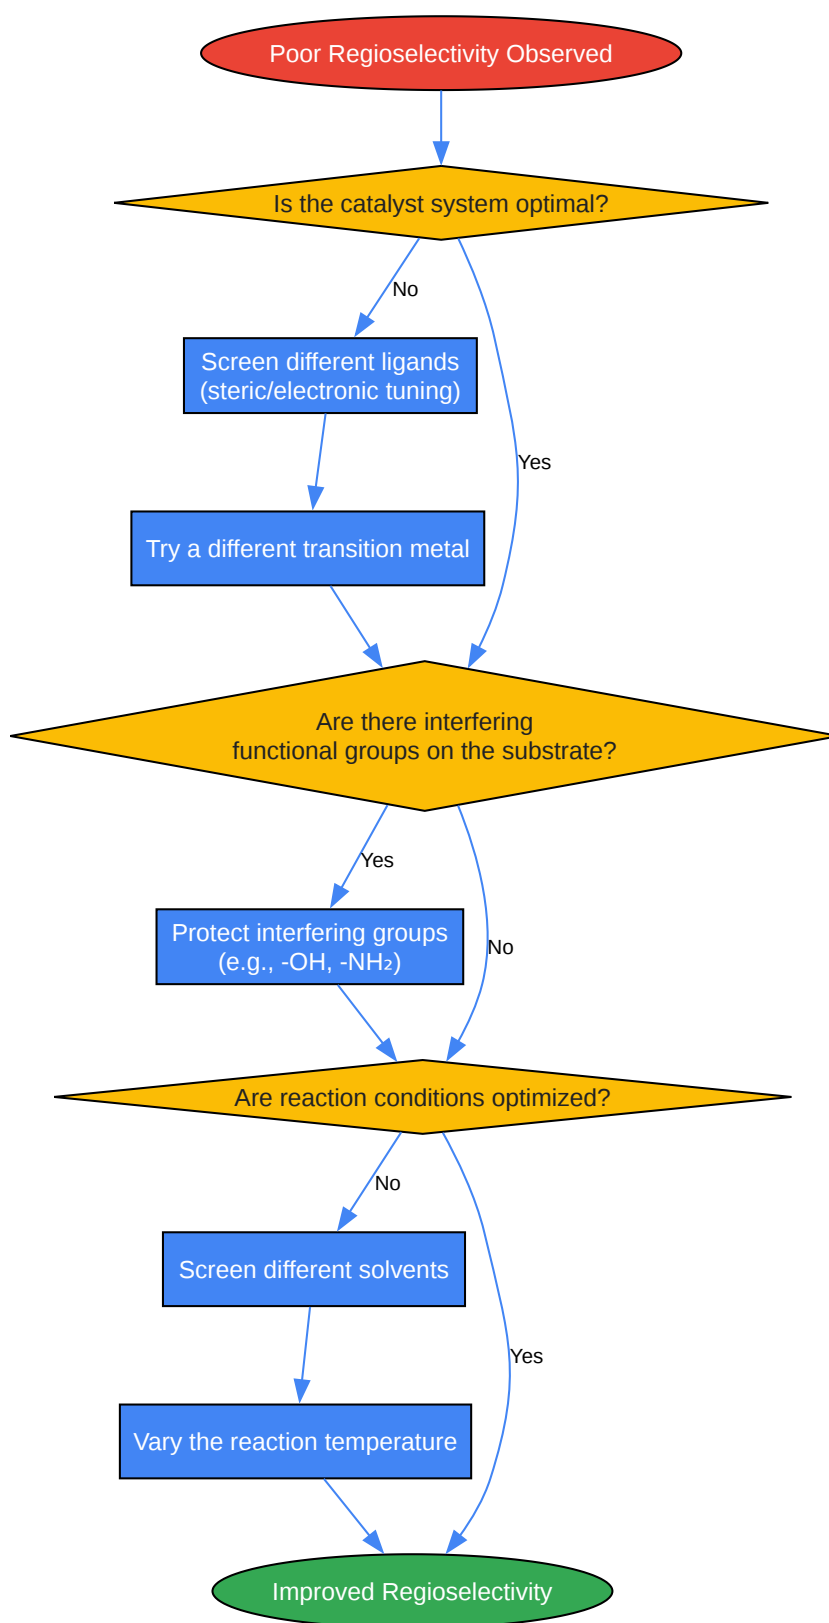 Poor Regioselectivity Observed
Is the catalyst system optimal?
No
Screen different ligands
(steric/electronic tuning)
Yes
Try a different transition metal
Are there interfering
functional groups on the substrate?
Yes
Protect interfering groups
(e.g., -OH, -NH₂)
No
Are reaction conditions optimized?
No
Screen different solvents
Yes
Vary the reaction temperature
Improved Regioselectivity